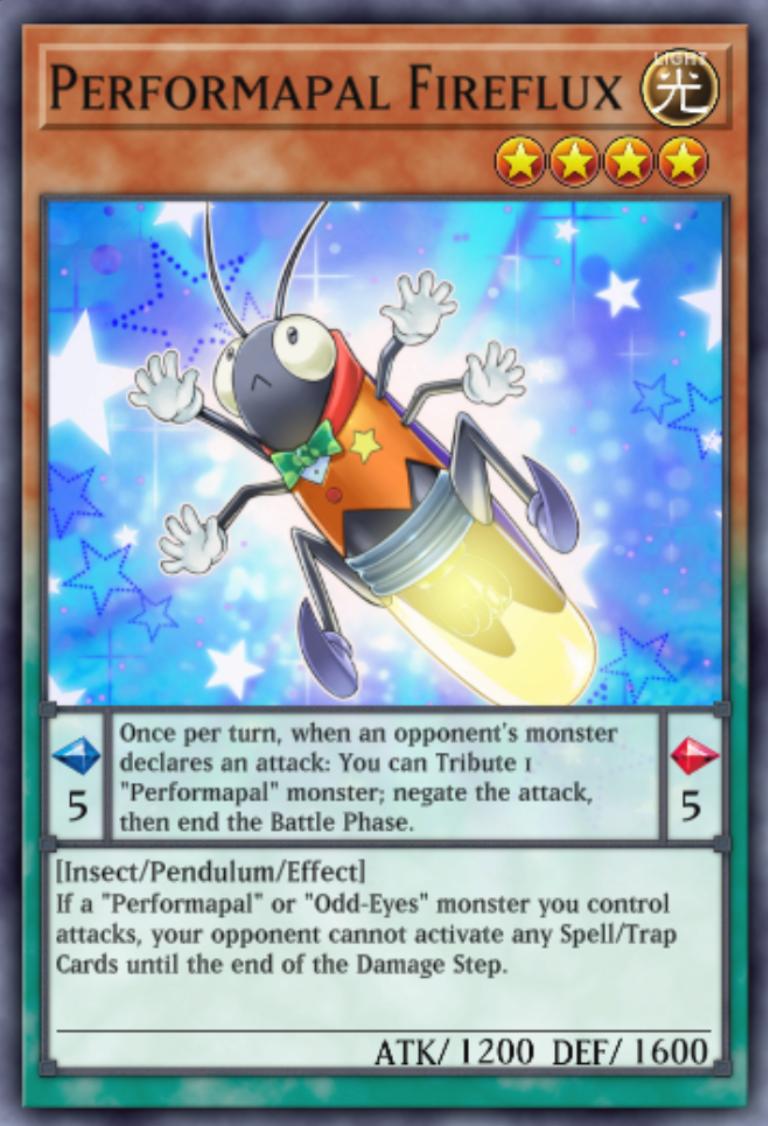 PERFORMAPAL FIREFLUX
LIGHT
光
Once per turn, when an opponent's monster
declares an attack: You can Tribute 1
"Performapal" monster; negate the attack,
then end the Battle Phase.
5
5
[Insect/Pendulum/Effect]
If a "Performapal" or "Odd-Eyes" monster you control
attacks, your opponent cannot activate any Spell/Trap
Cards until the end of the Damage Step.
ATK/ 1200 DEF/ 1600